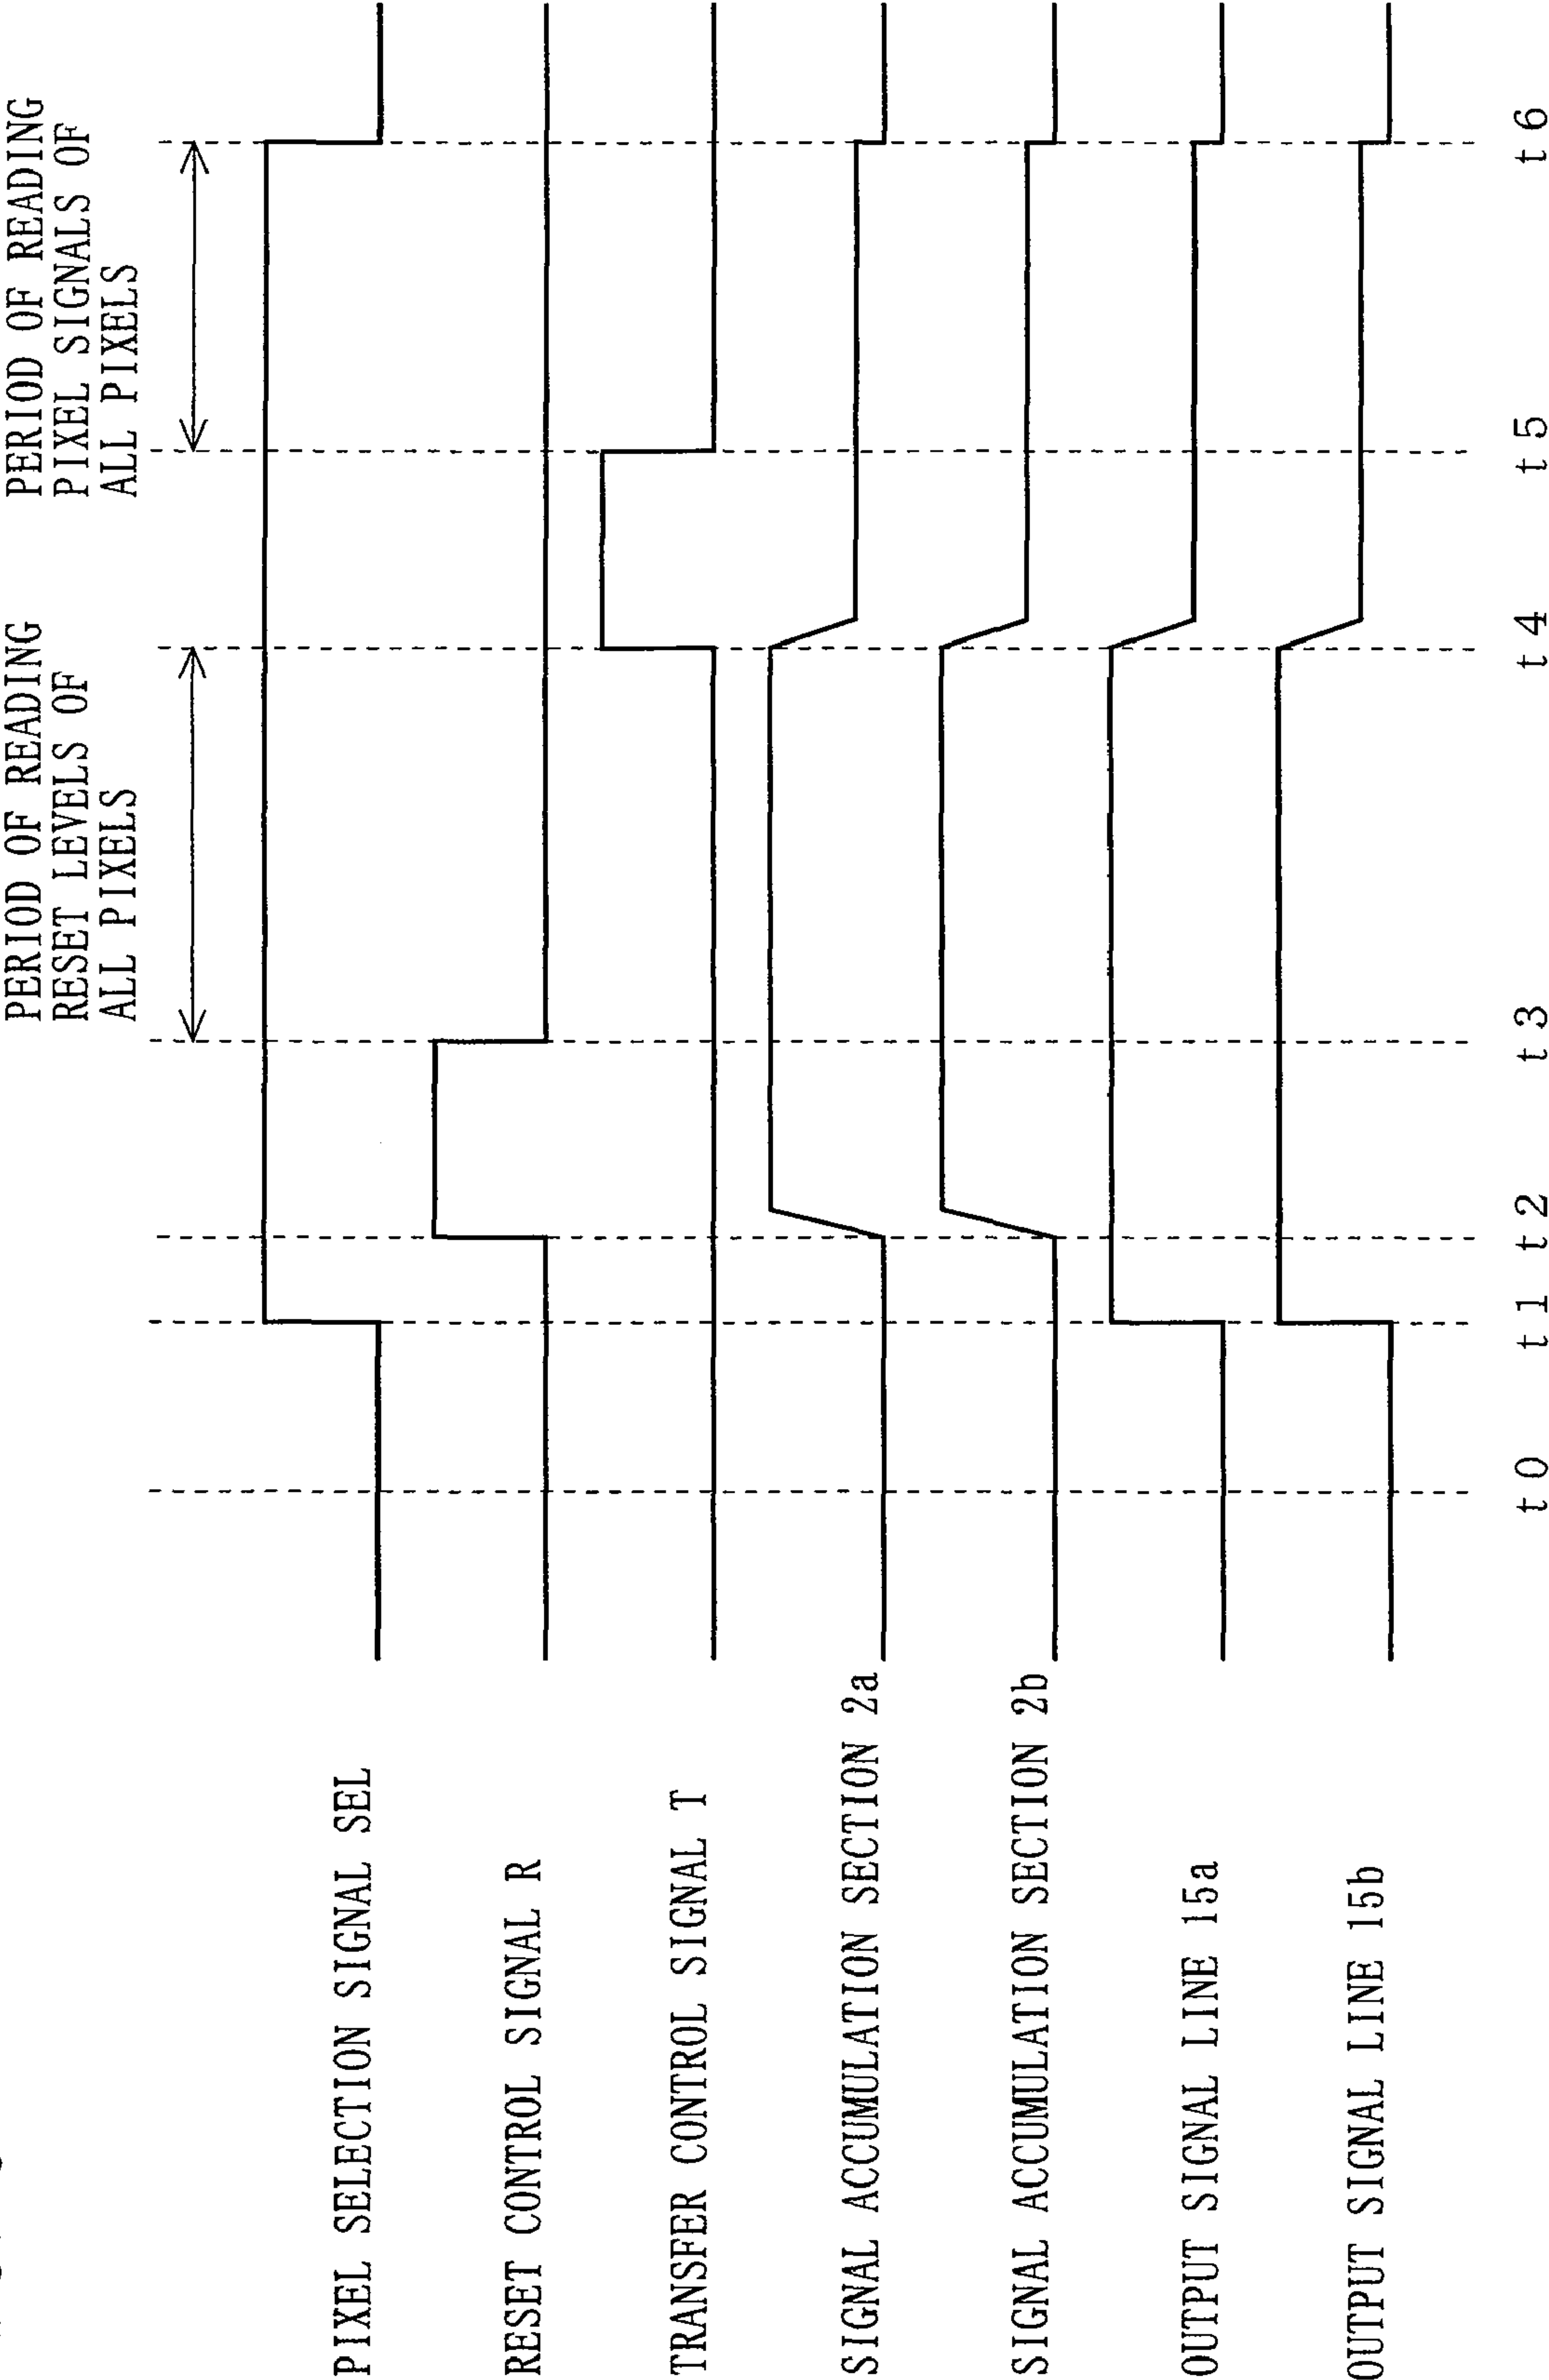 PERIOD OF READING
RESET LEVELS OF
ALL PIXELS
PERIOD OF READING
PIXEL SIGNALS OF
ALL PIXELS
PIXEL SELECTION SIGNAL SEL
RESET CONTROL SIGNAL R
TRANSFER CONTROL SIGNAL T
SIGNAL ACCUMULATION SECTION 2a
SIGNAL ACCUMULATION SECTION 2b
OUTPUT SIGNAL LINE 15a
OUTPUT SIGNAL LINE 15b
t0 t1 t2 t3 t4 t5 t6